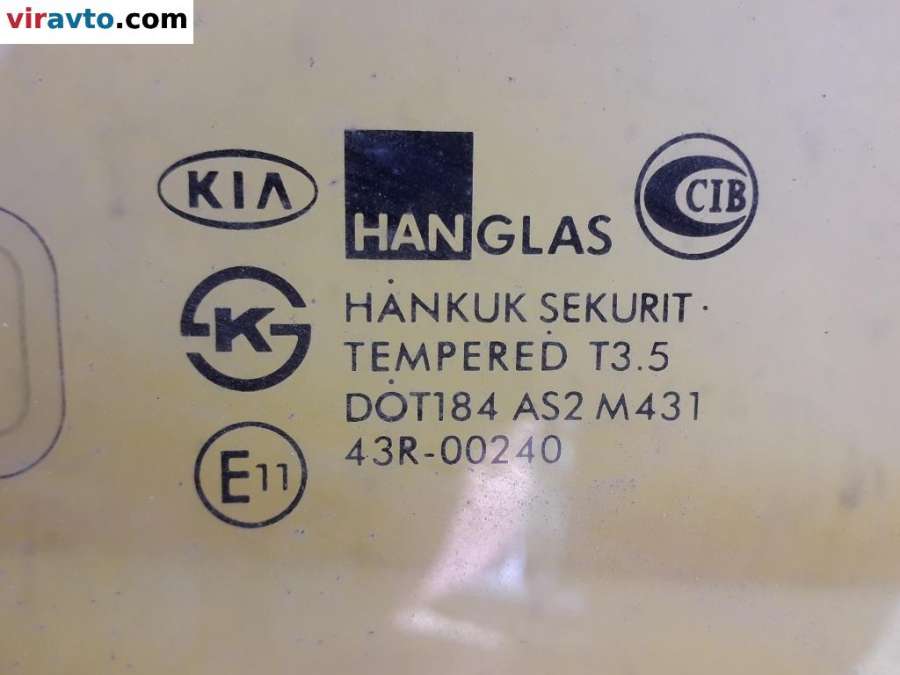 viravto.com
KIA
HANGLAS
CIB
K
HANKUK SEKURIT
TEMPERED T3.5
DOT184 AS2 M431
43R-00240
E11